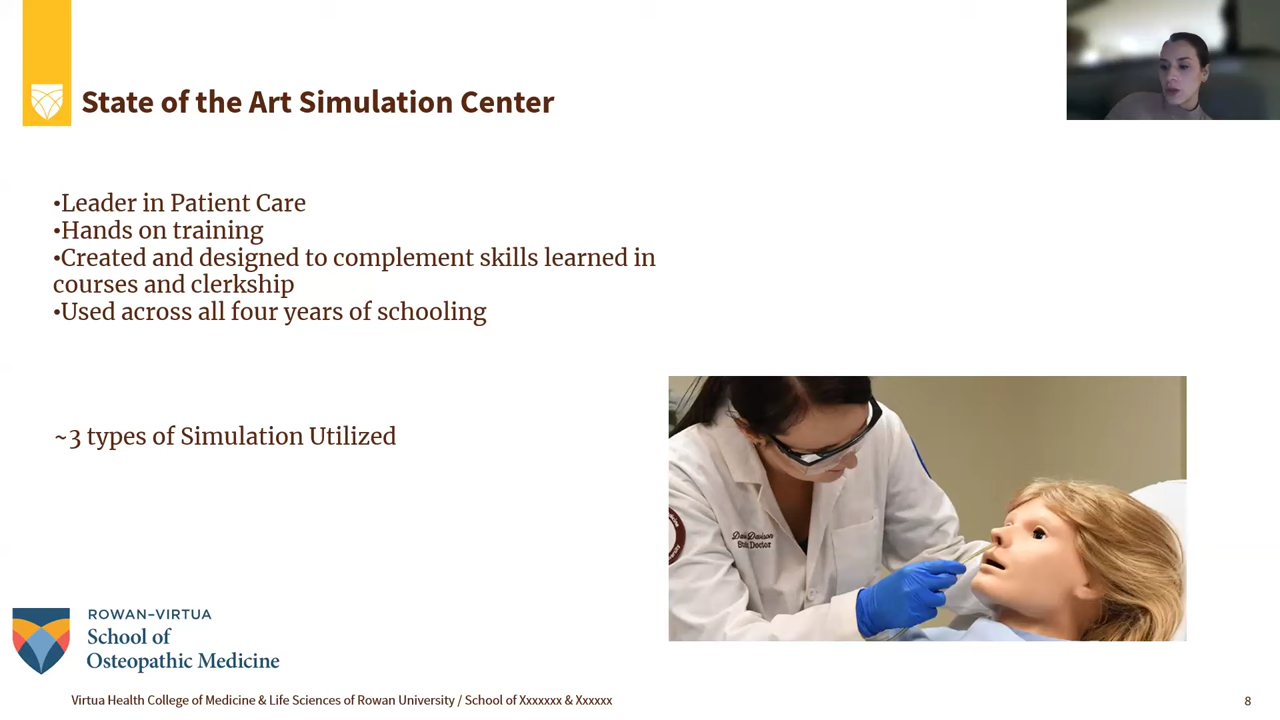 State of the Art Simulation Center
•Leader in Patient Care
•Hands on training
•Created and designed to complement skills learned in
courses and clerkship
•Used across all four years of schooling
~3 types of Simulation Utilized
ROWAN–VIRTUA
School of
Osteopathic Medicine
Virtua Health College of Medicine & Life Sciences of Rowan University / School of Xxxxxxx & Xxxxxx
8